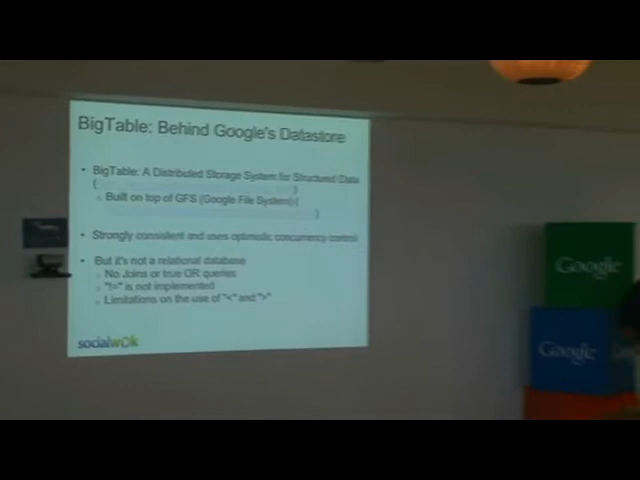 BigTable: Behind Google's Datastore
• BigTable: A Distributed Storage System for Structured Data
(
)
o Built on top of GFS (Google File System)(
)
• Strongly consistent and uses optimistic concurrency control
• But it's not a relational database
o No Joins or true OR queries
o "!=" is not implemented
o Limitations on the use of "<" and ">"
socialwok
Google
Google